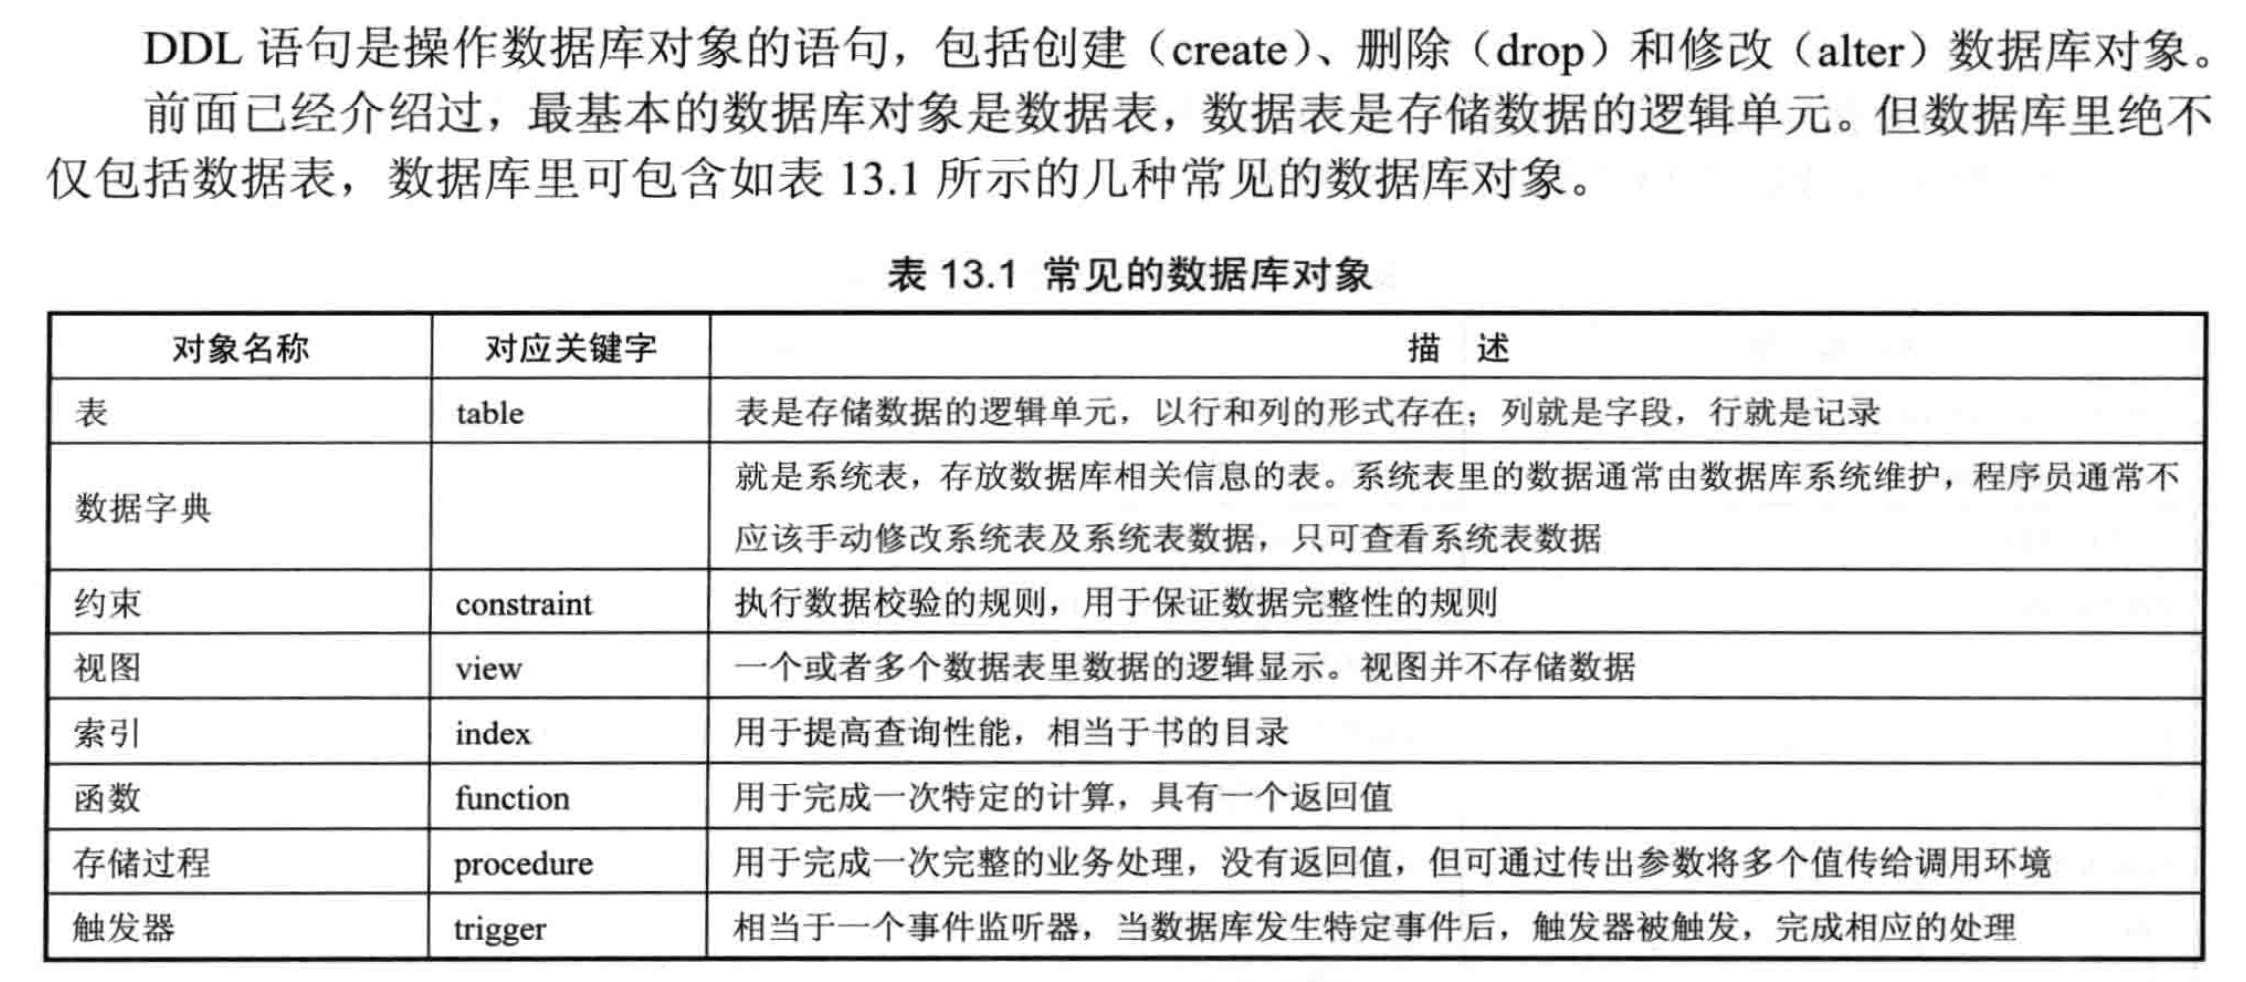 DDL 语句是操作数据库对象的语句，包括创建（create）、删除（drop）和修改（alter）数据库对象。
前面已经介绍过，最基本的数据库对象是数据表，数据表是存储数据的逻辑单元。但数据库里绝不
仅包括数据表，数据库里可包含如表 13.1 所示的几种常见的数据库对象。
表 13.1 常见的数据库对象
对象名称 对应关键字 描 述
表 table 表是存储数据的逻辑单元，以行和列的形式存在；列就是字段，行就是记录
数据字典 就是系统表，存放数据库相关信息的表。系统表里的数据通常由数据库系统维护，程序员通常不
应该手动修改系统表及系统表数据，只可查看系统表数据
约束 constraint 执行数据校验的规则，用于保证数据完整性的规则
视图 view 一个或者多个数据表里数据的逻辑显示。视图并不存储数据
索引 index 用于提高查询性能，相当于书的目录
函数 function 用于完成一次特定的计算，具有一个返回值
存储过程 procedure 用于完成一次完整的业务处理，没有返回值，但可通过传出参数将多个值传给调用环境
触发器 trigger 相当于一个事件监听器，当数据库发生特定事件后，触发器被触发，完成相应的处理